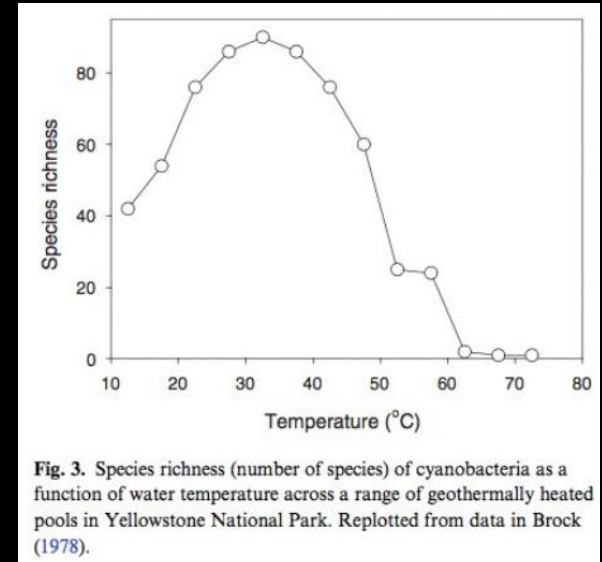 80
60
40
20
0
Species richness
10 20 30 40 50 60 70 80
Temperature (°C)
Fig. 3. Species richness (number of species) of cyanobacteria as a
function of water temperature across a range of geothermally heated
pools in Yellowstone National Park. Replotted from data in Brock
(1978).